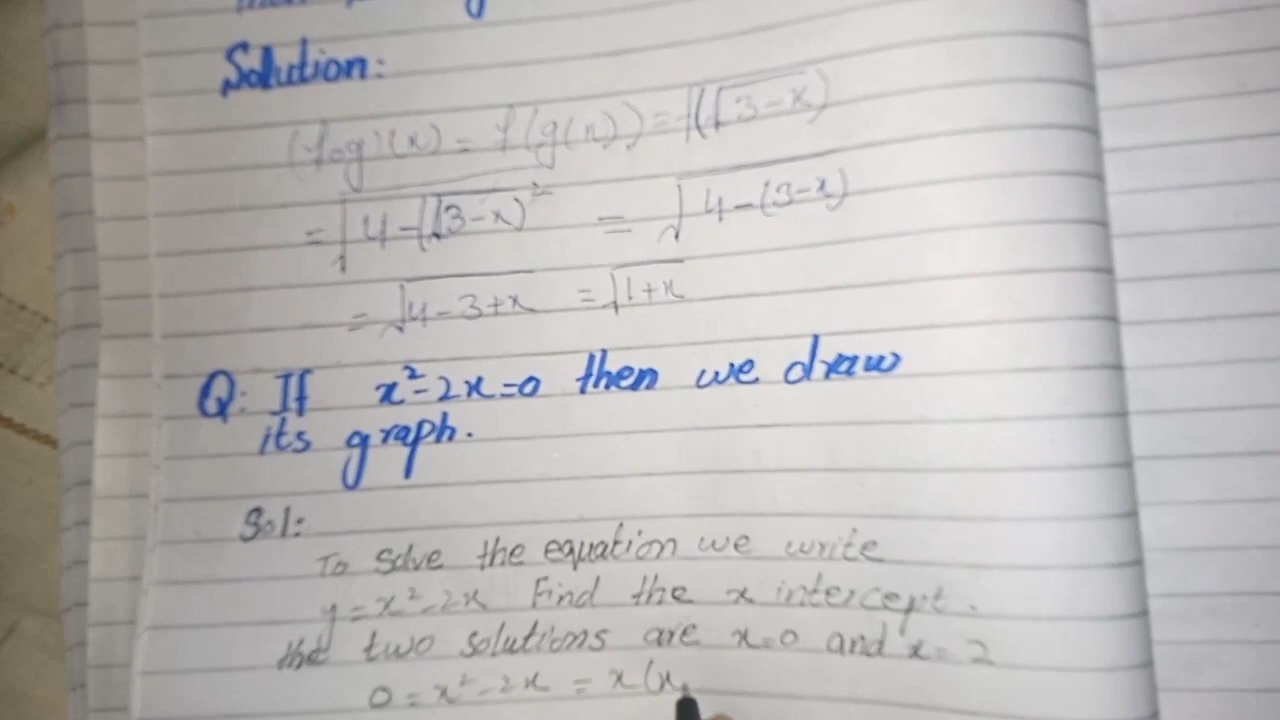 Solution:
(fog)(x) = f(g(x)) = f(√3-x)
= √4-(√3-x)² = √4-(3-x)
= √4-3+x = √1+x
Q: If x²-2x=0 then we draw
its graph.
Sol:
To Solve the equation we write
y=x²-2x Find the x intercept.
the two solutions are x=0 and x=2
0=x²-2x = x(x